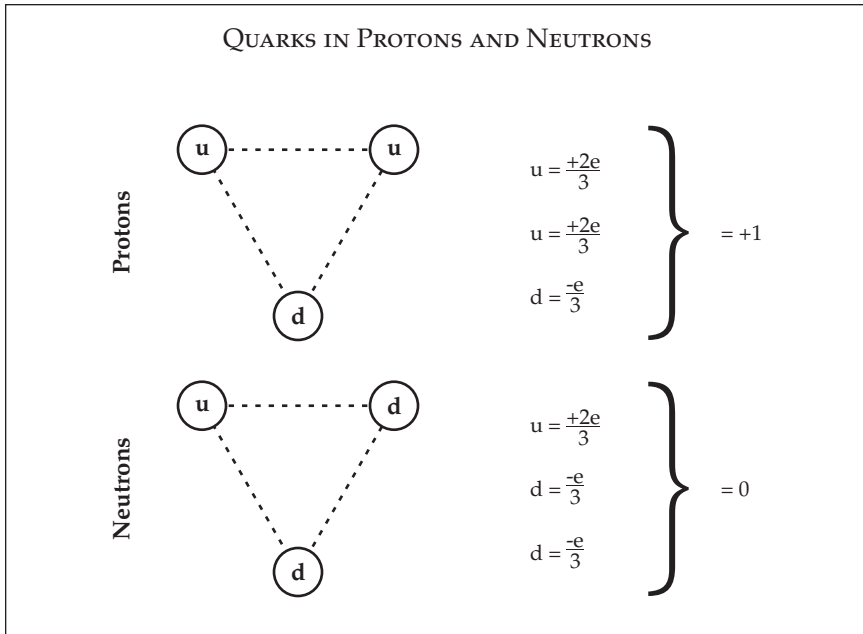 Quarks in Protons and Neutrons
Protons
u
u
d
u = +2e/3
u = +2e/3
d = -e/3
= +1
Neutrons
u
d
d
u = +2e/3
d = -e/3
d = -e/3
= 0